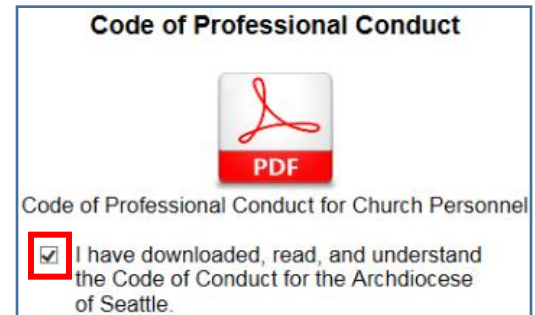 Code of Professional Conduct
PDF
Code of Professional Conduct for Church Personnel
I have downloaded, read, and understand
the Code of Conduct for the Archdiocese
of Seattle.